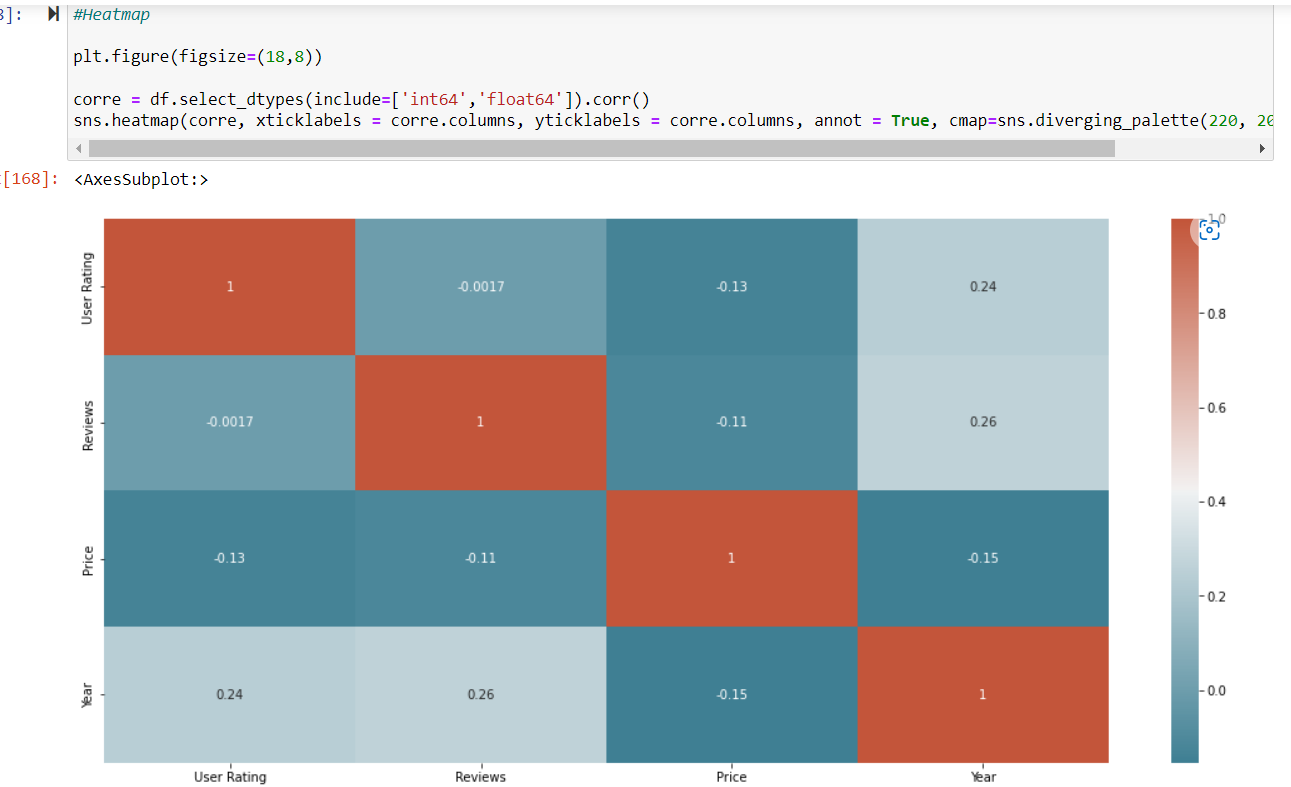 ]:
#Heatmap
plt.figure(figsize=(18,8))
corre = df.select_dtypes(include=['int64','float64']).corr()
sns.heatmap(corre, xticklabels = corre.columns, yticklabels = corre.columns, annot = True, cmap=sns.diverging_palette(220, 20
[168]: <AxesSubplot:>
User Rating
1
-0.0017
-0.13
0.24
Reviews
-0.0017
1
-0.11
0.26
Price
-0.13
-0.11
1
-0.15
Year
0.24
0.26
-0.15
1
User Rating
Reviews
Price
Year
1.0
0.8
0.6
0.4
0.2
0.0